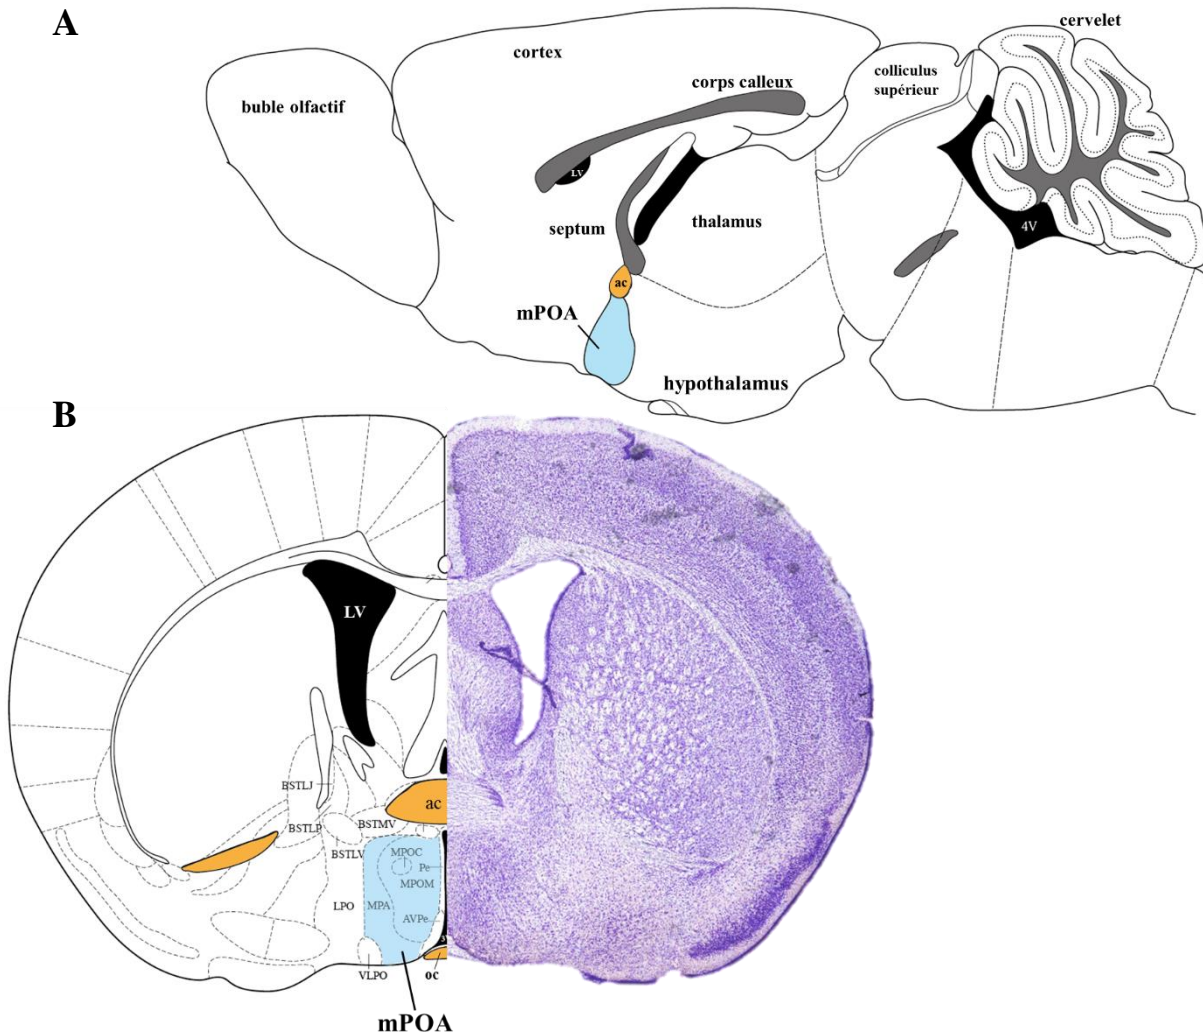 A
cervelet
cortex
colliculus
supérieur
corps calleux
buble olfactif
LV
septum
thalamus
4V
ac
mPOA
hypothalamus
B
LV
BSTLJ
ac
BSTLP
BSTMV
BSTLV
MPOC
Pe
MPOM
LPO
MPA
AVPe
VLPO
oc
mPOA